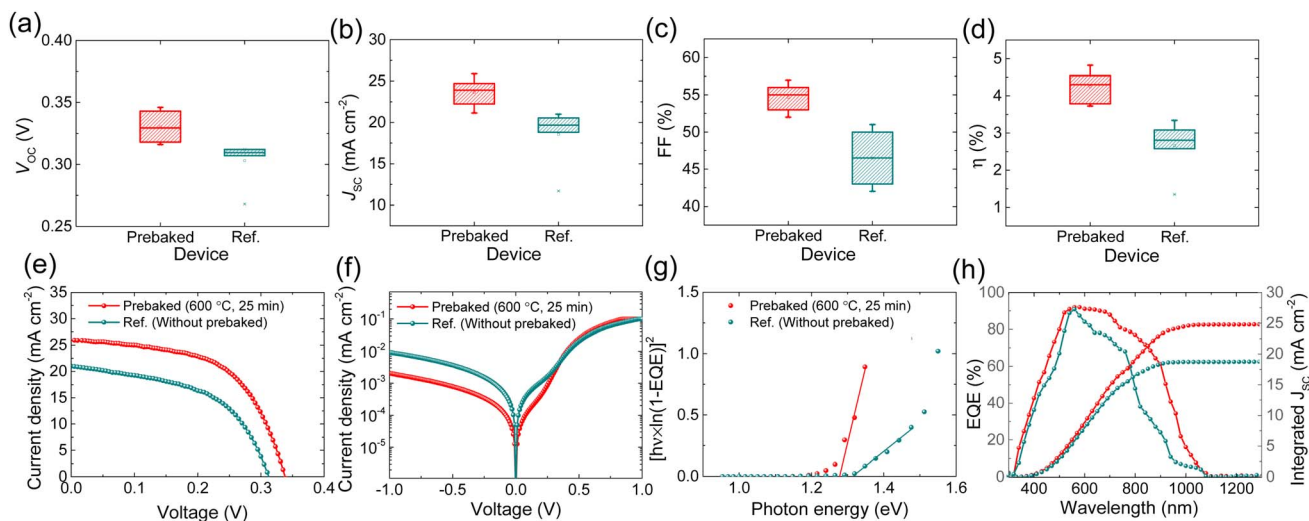 (a)
0.40
0.35
0.30
0.25
V_OC (V)
Prebaked
Ref.
Device
(b)
30
25
20
15
10
J_SC (mA cm⁻²)
Prebaked
Ref.
Device
(c)
60
55
50
45
40
FF (%)
Prebaked
Ref.
Device
(d)
5
4
3
2
1
η (%)
Prebaked
Ref.
Device
(e)
35
30
25
20
15
10
5
0
Current density (mA cm⁻²)
Prebaked (600 °C, 25 min)
Ref. (Without prebaked)
0.0 0.1 0.2 0.3 0.4
Voltage (V)
(f)
10⁻¹
10⁻²
10⁻³
10⁻⁴
10⁻⁵
Current density (mA cm⁻²)
Prebaked (600 °C, 25 min)
Ref. (Without prebaked)
-1.0 -0.5 0.0 0.5 1.0
Voltage (V)
(g)
1.5
1.0
0.5
0.0
[hv×ln(1-EQE)]²
Prebaked (600 °C, 25 min)
Ref. (Without prebaked)
1.0 1.2 1.4 1.6
Photon energy (eV)
(h)
100
80
60
40
20
0
EQE (%)
30
25
20
15
10
5
0
Integrated J_SC (mA cm⁻²)
400 600 800 1000 1200
Wavelength (nm)